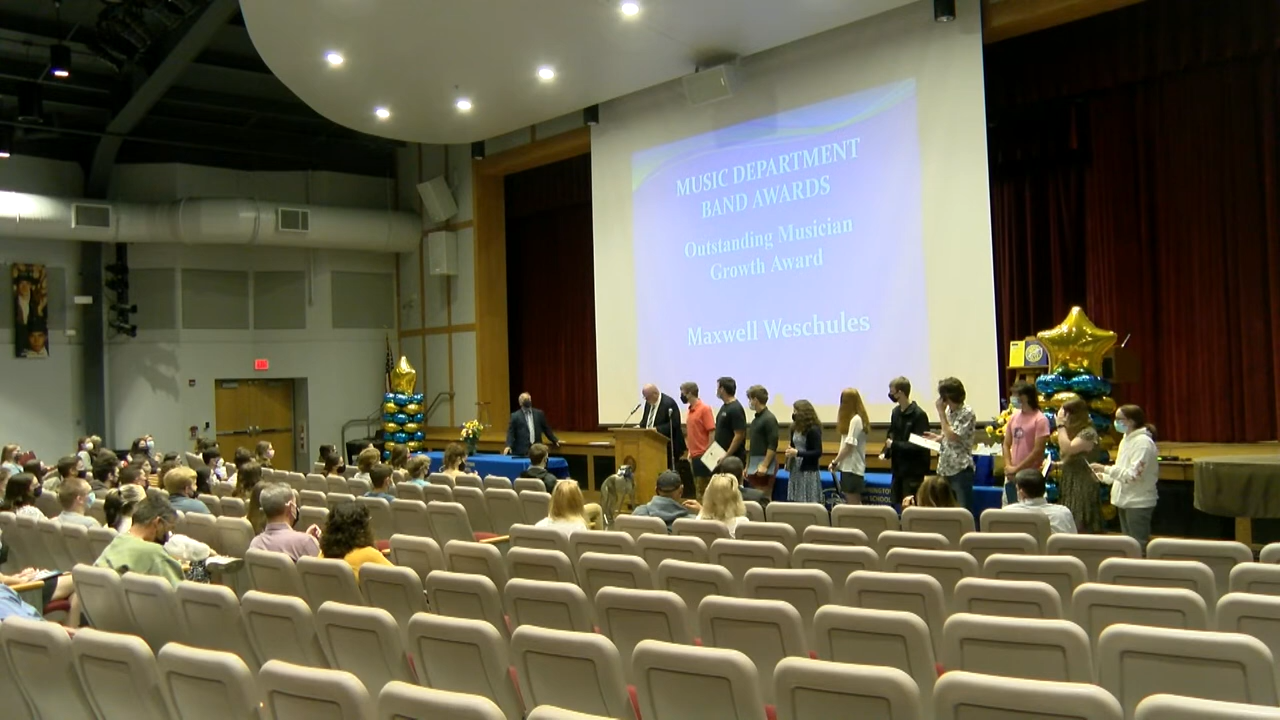 MUSIC DEPARTMENT
BAND AWARDS
Outstanding Musician
Growth Award
Maxwell Weschules